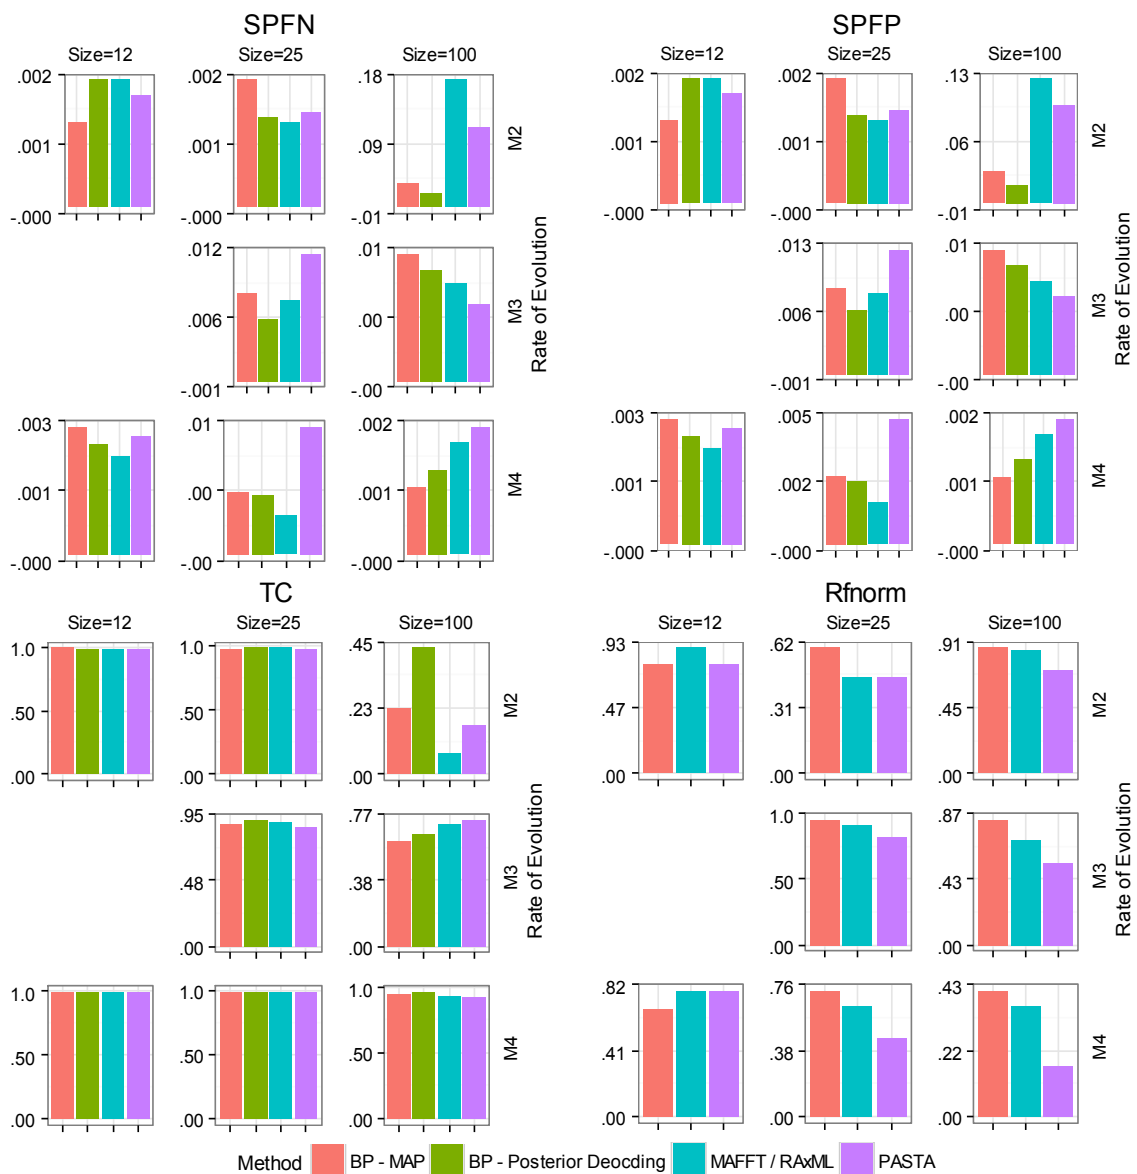 SPFN
SPFP
Size=12
Size=25
Size=100
Size=12
Size=25
Size=100
.002
.001
-.000
.002
.001
-.000
.18
.09
-.01
M2
.002
.001
-.000
.002
.001
-.000
.13
.06
-.01
M2
.012
.006
-.001
.01
.00
-.00
M3
Rate of Evolution
.013
.006
-.001
.01
.00
-.00
M3
Rate of Evolution
.003
.001
-.000
.01
.00
-.00
.002
.001
-.000
M4
.003
.001
-.000
.005
.002
-.000
.002
.001
-.000
M4
TC
Rfnorm
Size=12
Size=25
Size=100
Size=12
Size=25
Size=100
1.0
.50
.00
1.0
.50
.00
.45
.23
.00
M2
.93
.47
.00
.62
.31
.00
.91
.45
.00
M2
.95
.48
.00
.77
.38
.00
M3
Rate of Evolution
1.0
.50
.00
.87
.43
.00
M3
Rate of Evolution
1.0
.50
.00
1.0
.50
.00
1.0
.50
.00
M4
.82
.41
.00
.76
.38
.00
.43
.22
.00
M4
Method BP - MAP BP - Posterior Deocding MAFFT / RAxML PASTA